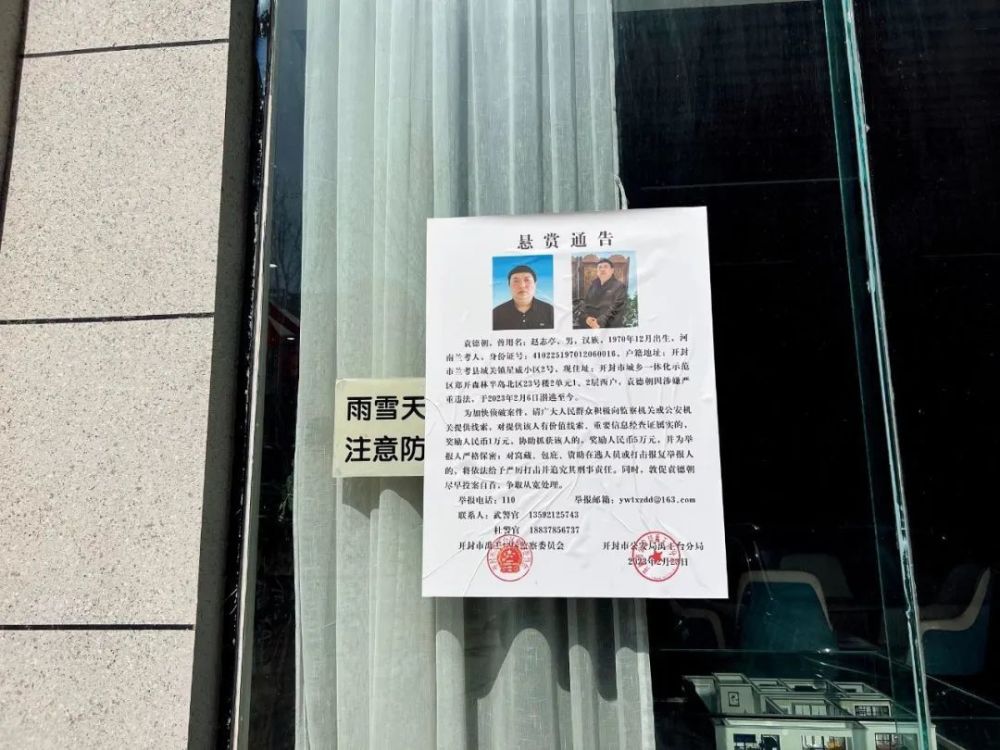 悬赏通告
袁德朝，曾用名：赵志亭，男，汉族，1970年12月出生，河
南兰考人，身份证号：410225197012060016，户籍地址：开封
市兰考县城关镇星威小区2号，现住址：开封市城乡一体化示范
区郑开森林半岛北区23号楼2单元1、2层西户，袁德朝因涉嫌严
重违法，于2023年2月6日潜逃至今。
为加快侦破案件，请广大人民群众积极向监察机关或公安机
关提供线索，对提供该人有价值线索、重要信息经查证属实的，
奖励人民币1万元，协助抓获该人的，奖励人民币5万元，并为举
报人严格保密；对窝藏、包庇、资助在逃人员或打击报复举报人
的，将依法给予严厉打击并追究其刑事责任。同时，敦促袁德朝
尽早投案自首，争取从宽处理。
举报电话：110 举报邮箱：ywlxzdd@163.com
联系人：武警官 13592125743
杜警官 18837856737
开封市禹王台区监察委员会 开封市公安局禹王台分局
2023年2月23日
雨雪天
注意防